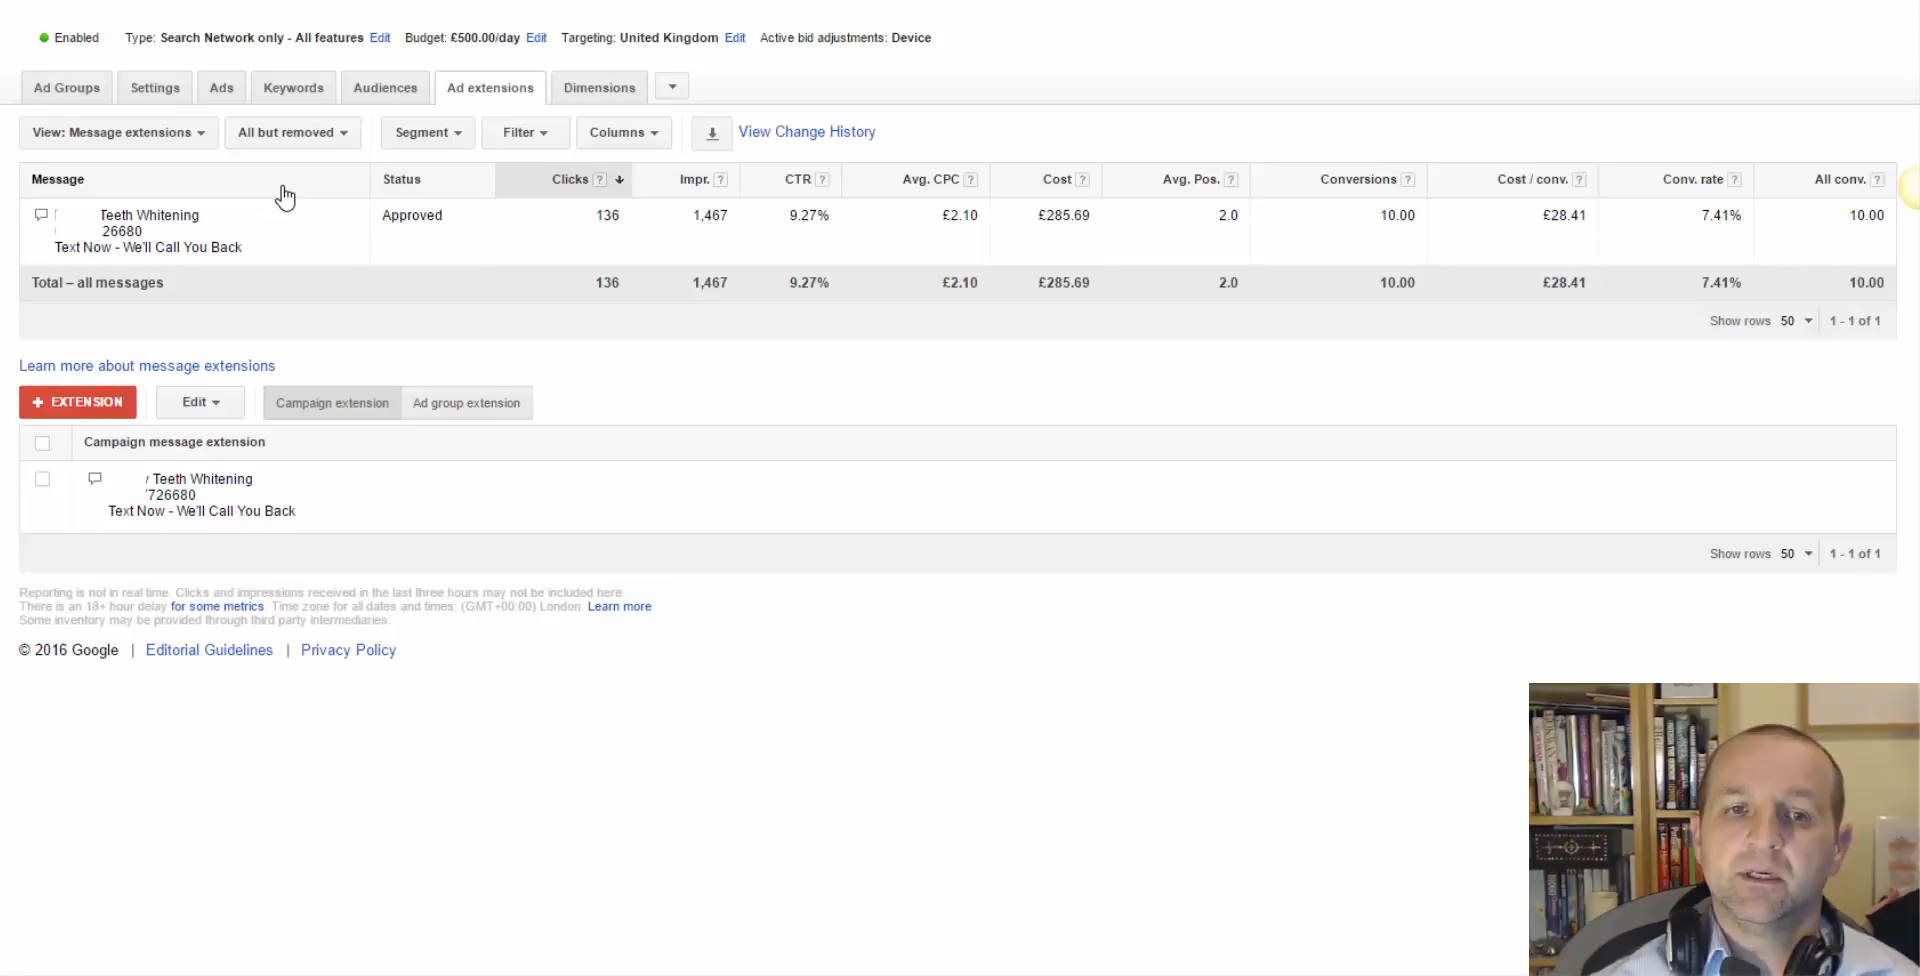 Enabled Type: Search Network only - All features Edit Budget: £500.00/day Edit Targeting: United Kingdom Edit Active bid adjustments: Device
Ad Groups Settings Ads Keywords Audiences Ad extensions Dimensions
View: Message extensions All but removed Segment Filter Columns View Change History
Message Status Clicks ? Impr. ? CTR ? Avg. CPC ? Cost ? Avg. Pos. ? Conversions ? Cost / conv. ? Conv. rate ? All conv. ?
Teeth Whitening Approved 136 1,467 9.27% £2.10 £285.69 2.0 10.00 £28.41 7.41% 10.00
26680
Text Now - We'll Call You Back
Total – all messages 136 1,467 9.27% £2.10 £285.69 2.0 10.00 £28.41 7.41% 10.00
Show rows 50 1 - 1 of 1
Learn more about message extensions
+ EXTENSION Edit Campaign extension Ad group extension
Campaign message extension
Teeth Whitening
726680
Text Now - We'll Call You Back
Show rows 50 1 - 1 of 1
Reporting is not in real time. Clicks and impressions received in the last three hours may not be included here.
There is an 18+ hour delay for some metrics. Time zone for all dates and times: (GMT+00:00) London. Learn more
Some inventory may be provided through third party intermediaries.
© 2016 Google | Editorial Guidelines | Privacy Policy